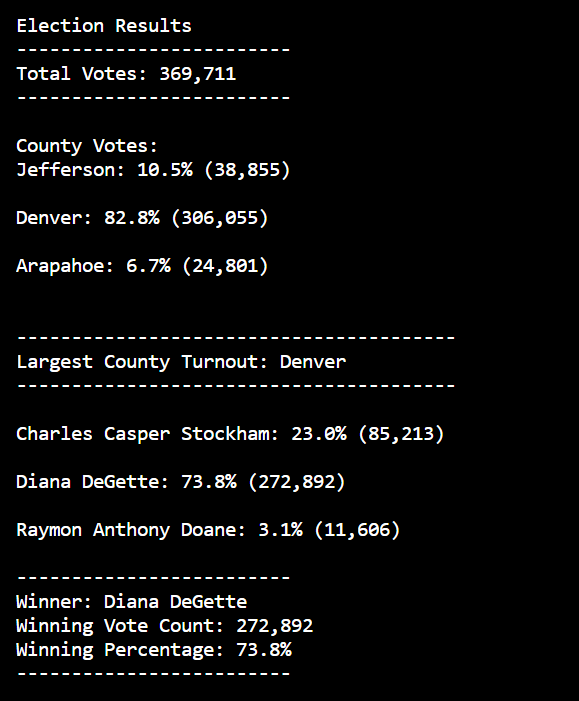 Election Results
-------------------------
Total Votes: 369,711
-------------------------
County Votes:
Jefferson: 10.5% (38,855)
Denver: 82.8% (306,055)
Arapahoe: 6.7% (24,801)
----------------------------------------
Largest County Turnout: Denver
----------------------------------------
Charles Casper Stockham: 23.0% (85,213)
Diana DeGette: 73.8% (272,892)
Raymon Anthony Doane: 3.1% (11,606)
-------------------------
Winner: Diana DeGette
Winning Vote Count: 272,892
Winning Percentage: 73.8%
-------------------------